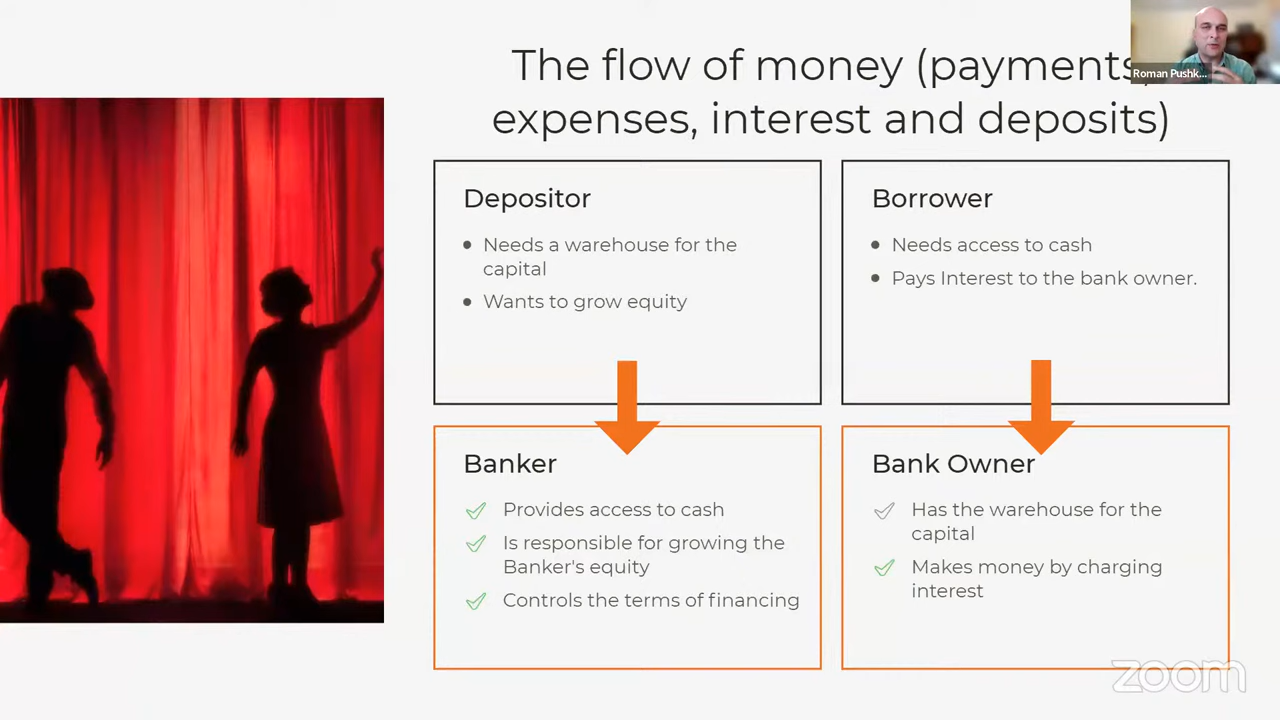 The flow of money (payments,
expenses, interest and deposits)
Roman Pushk...
Depositor
Needs a warehouse for the
capital
Wants to grow equity
Borrower
Needs access to cash
Pays Interest to the bank owner.
Banker
Provides access to cash
Is responsible for growing the
Banker's equity
Controls the terms of financing
Bank Owner
Has the warehouse for the
capital
Makes money by charging
interest
zoom